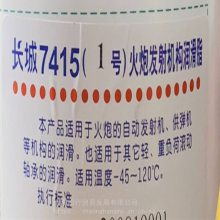 长城7415(1号)火炮发射机构润滑脂
本产品适用于火炮的自动发射机、供弹机
等机构的润滑。也适用于其它轻、重负荷滚动
轴承的润滑。适用温度-45~120℃。
执行标准